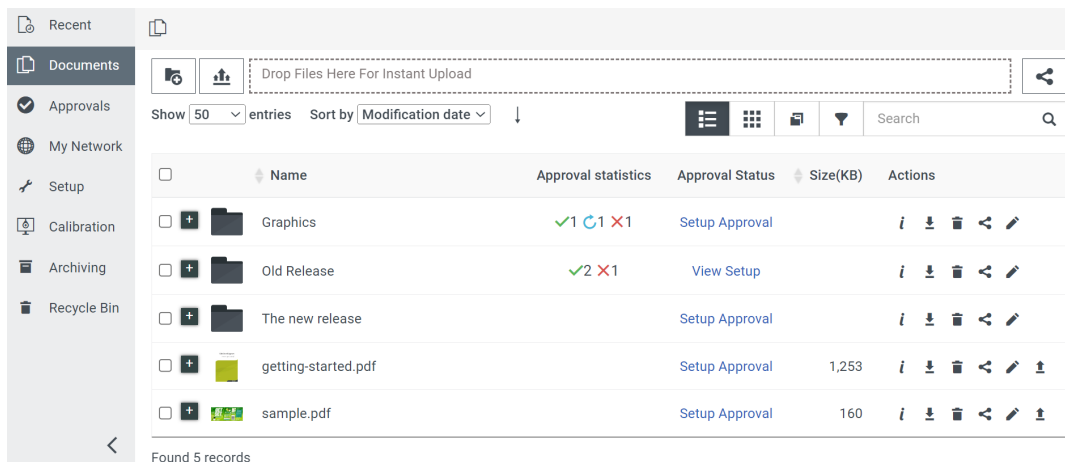 Recent
Documents
Approvals
My Network
Setup
Calibration
Archiving
Recycle Bin
Drop Files Here For Instant Upload
Show 50 entries Sort by Modification date
Search
Name Approval statistics Approval Status Size(KB) Actions
Graphics 1 1 1 Setup Approval
Old Release 2 1 View Setup
The new release Setup Approval
getting-started.pdf Setup Approval 1,253
sample.pdf Setup Approval 160
Found 5 records